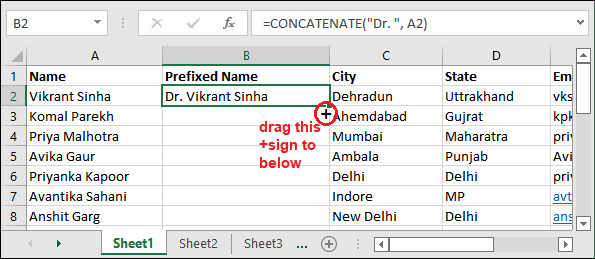 B2 =CONCATENATE("Dr. ", A2)
A B C D
1 Name Prefixed Name City State Em
2 Vikrant Sinha Dr. Vikrant Sinha Dehradun Uttrakhand vks
3 Komal Parekh Ahemdabad Gujrat kpk
4 Priya Malhotra Mumbai Maharatra priy
5 Avika Gaur Ambala Punjab Avi
6 Priyanka Kapoor Delhi Delhi priy
7 Avantika Sahani Indore MP avt
8 Anshit Garg New Delhi Delhi ans
drag this
+sign to
below
Sheet1 Sheet2 Sheet3 ...